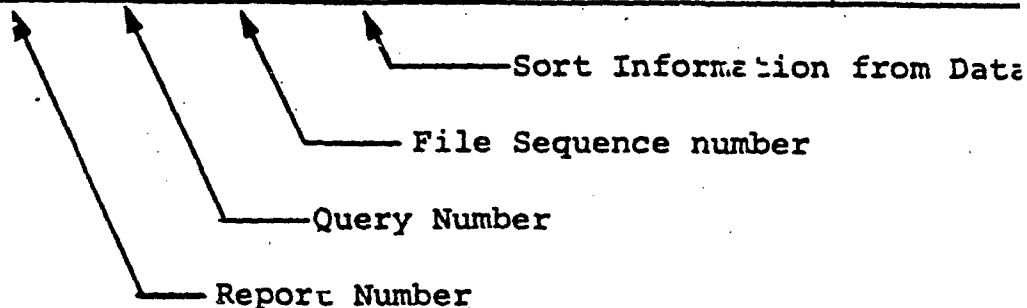 Sort Information from Data
File Sequence number
Query Number
Report Number